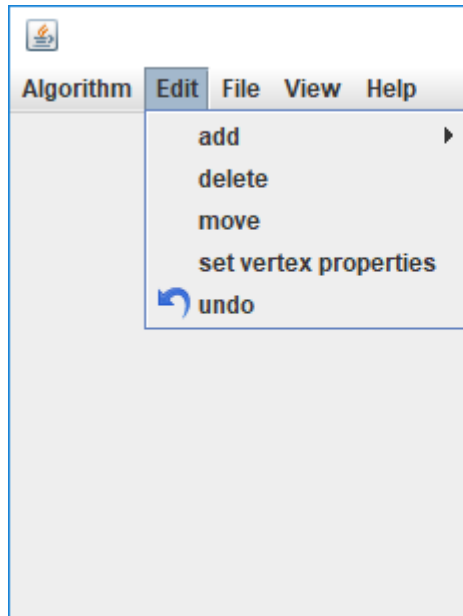 Algorithm Edit File View Help
add
delete
move
set vertex properties
undo